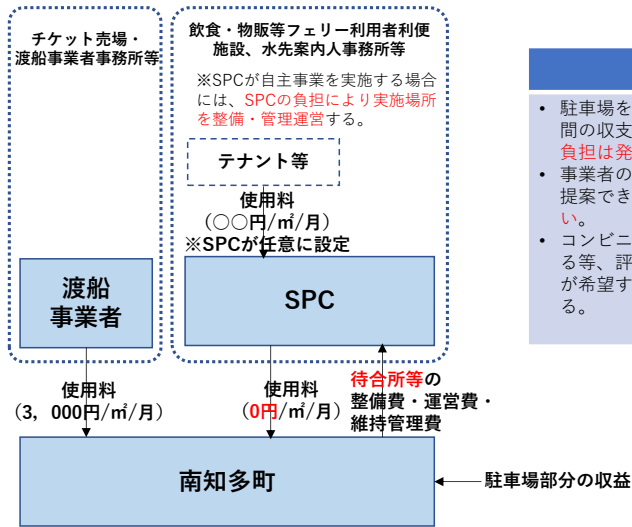 チケット売場・
渡船事業者事務所等
飲食・物販等フェリー利用者利便
施設、水先案内人事務所等
※SPCが自主事業を実施する場合
には、SPCの負担により実施場所
を整備・管理運営する。
テナント等
使用料
（○○円/㎡/月）
※SPCが任意に設定
渡船
事業者
SPC
使用料
（3，000円/㎡/月）
使用料
（0円/㎡/月）
待合所等の
整備費・運営費・
維持管理費
南知多町
駐車場部分の収益
• 駐車場を
間の収支
負担は発
• 事業者の
提案でき
い。
• コンビニ
る等、評
が希望す
る。